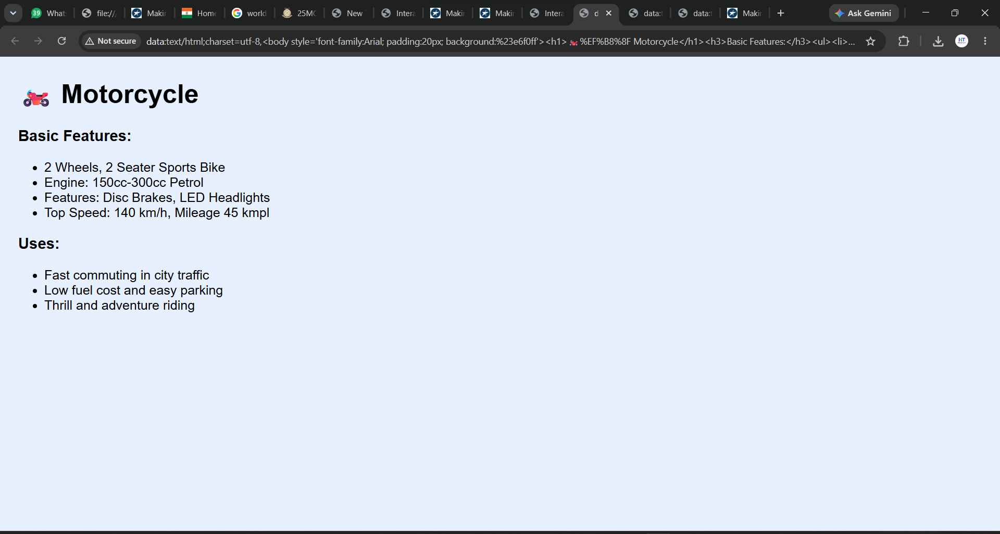 39 What
file://
Makin
Home
world
25MC
New T
Intera
Makin
Makin
Intera
d
data:t
data:t
Makin
Ask Gemini
Not secure
data:text/html;charset=utf-8,<body style='font-family:Arial; padding:20px; background:%23e6f0ff'><h1>🏍%EF%B8%8F Motorcycle</h1><h3>Basic Features:</h3><ul><li>...
HT
🏍️ Motorcycle
Basic Features:
• 2 Wheels, 2 Seater Sports Bike
• Engine: 150cc-300cc Petrol
• Features: Disc Brakes, LED Headlights
• Top Speed: 140 km/h, Mileage 45 kmpl
Uses:
• Fast commuting in city traffic
• Low fuel cost and easy parking
• Thrill and adventure riding